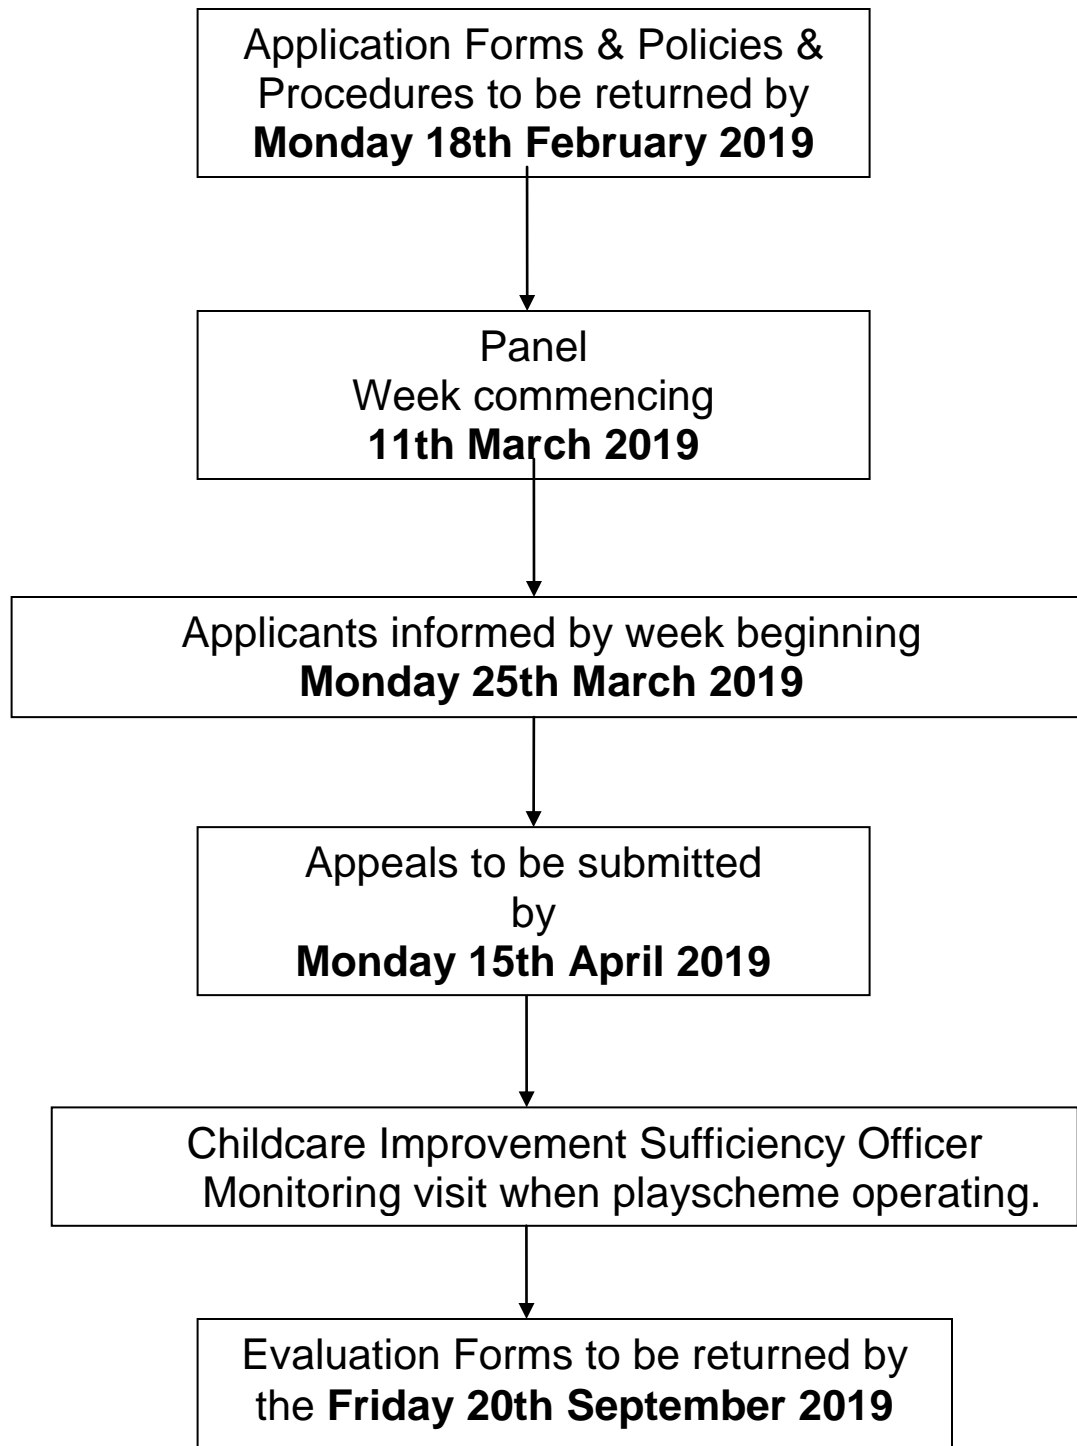 Application Forms & Policies &
Procedures to be returned by
Monday 18th February 2019
Panel
Week commencing
11th March 2019
Applicants informed by week beginning
Monday 25th March 2019
Appeals to be submitted
by
Monday 15th April 2019
Childcare Improvement Sufficiency Officer
Monitoring visit when playscheme operating.
Evaluation Forms to be returned by
the Friday 20th September 2019